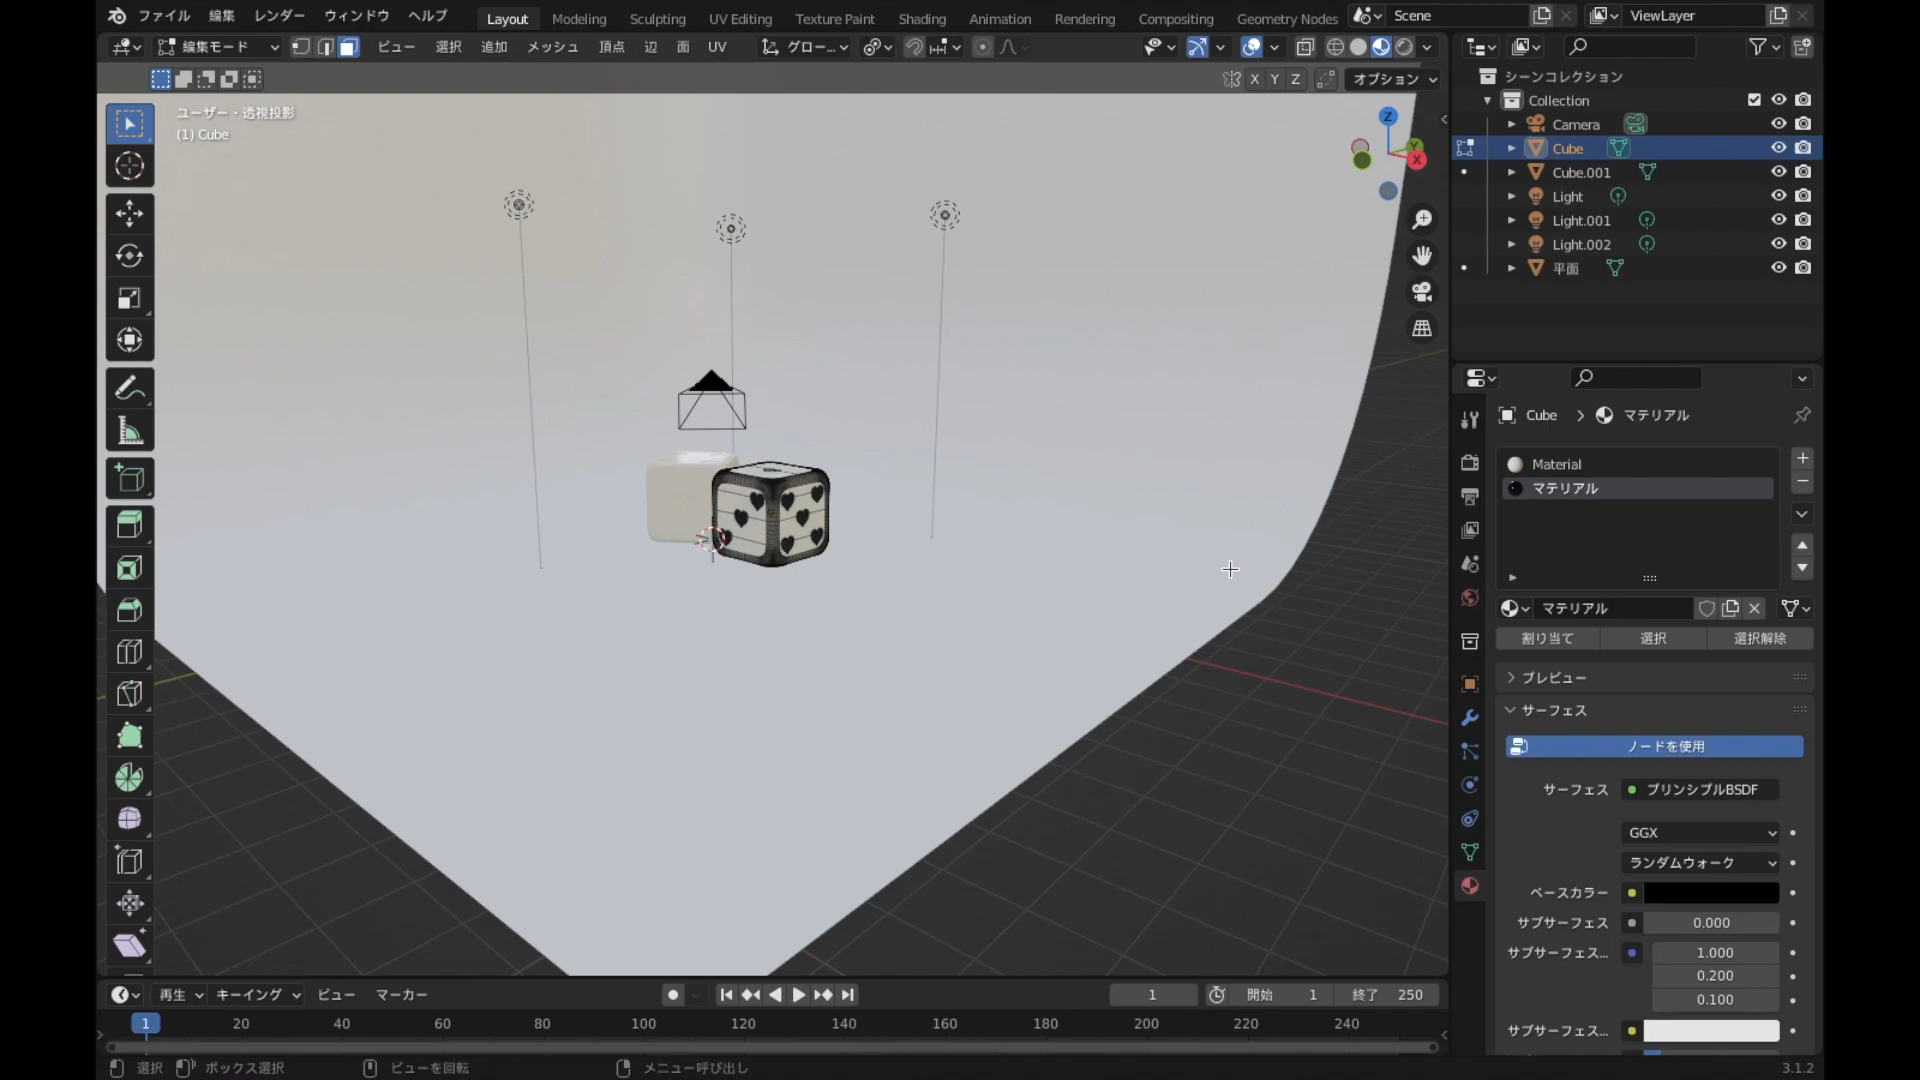 ファイル 編集 レンダー ウィンドウ ヘルプ Layout Modeling Sculpting UV Editing Texture Paint Shading Animation Rendering Compositing Geometry Nodes Scene ViewLayer
編集モード ビュー 選択 追加 メッシュ 頂点 辺 面 UV グロー...
X Y Z オプション
ユーザー・透視投影
(1) Cube
Z
Y
X
シーンコレクション
Collection
Camera
Cube
Cube.001
Light
Light.001
Light.002
平面
Cube > マテリアル
Material
マテリアル
マテリアル
割り当て 選択 選択解除
プレビュー
サーフェス
ノードを使用
サーフェス プリンシプルBSDF
GGX
ランダムウォーク
ベースカラー
サブサーフェス 0.000
サブサーフェス... 1.000
0.200
0.100
サブサーフェス...
再生 キーイング ビュー マーカー 1 開始 1 終了 250
1 20 40 60 80 100 120 140 160 180 200 220 240
選択 ボックス選択 ビューを回転 メニュー呼び出し 3.1.2